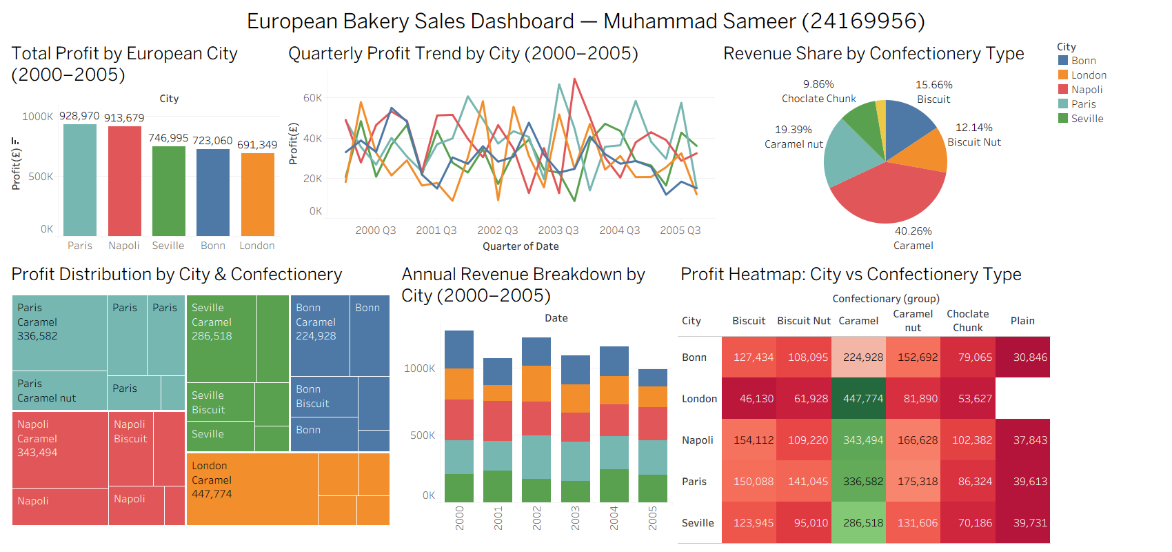 European Bakery Sales Dashboard — Muhammad Sameer (24169956)
Total Profit by European City
(2000–2005)
City
928,970 913,679 746,995 723,060 691,349
1000K
500K
0K
Profit(£)
Paris Napoli Seville Bonn London
Quarterly Profit Trend by City (2000–2005)
60K
40K
20K
0K
Profit(£)
2000 Q3 2001 Q3 2002 Q3 2003 Q3 2004 Q3 2005 Q3
Quarter of Date
Revenue Share by Confectionery Type
9.86%
Choclate Chunk
15.66%
Biscuit
12.14%
Biscuit Nut
19.39%
Caramel nut
40.26%
Caramel
City
Bonn
London
Napoli
Paris
Seville
Profit Distribution by City & Confectionery
Paris
Caramel
336,582
Paris
Paris
Paris
Caramel nut
Paris
Napoli
Caramel
343,494
Napoli
Biscuit
Napoli
Napoli
Seville
Caramel
286,518
Seville
Biscuit
Seville
Bonn
Caramel
224,928
Bonn
Bonn
Biscuit
Bonn
London
Caramel
447,774
Annual Revenue Breakdown by
City (2000–2005)
Date
1000K
500K
0K
2000 2001 2002 2003 2004 2005
Profit Heatmap: City vs Confectionery Type
Confectionary (group)
City Biscuit Biscuit Nut Caramel Caramel nut Choclate Chunk Plain
Bonn 127,434 108,095 224,928 152,692 79,065 30,846
London 46,130 61,928 447,774 81,890 53,627
Napoli 154,112 109,220 343,494 166,628 102,382 37,843
Paris 150,088 141,045 336,582 175,318 86,324 39,613
Seville 123,945 95,010 286,518 131,606 70,186 39,731